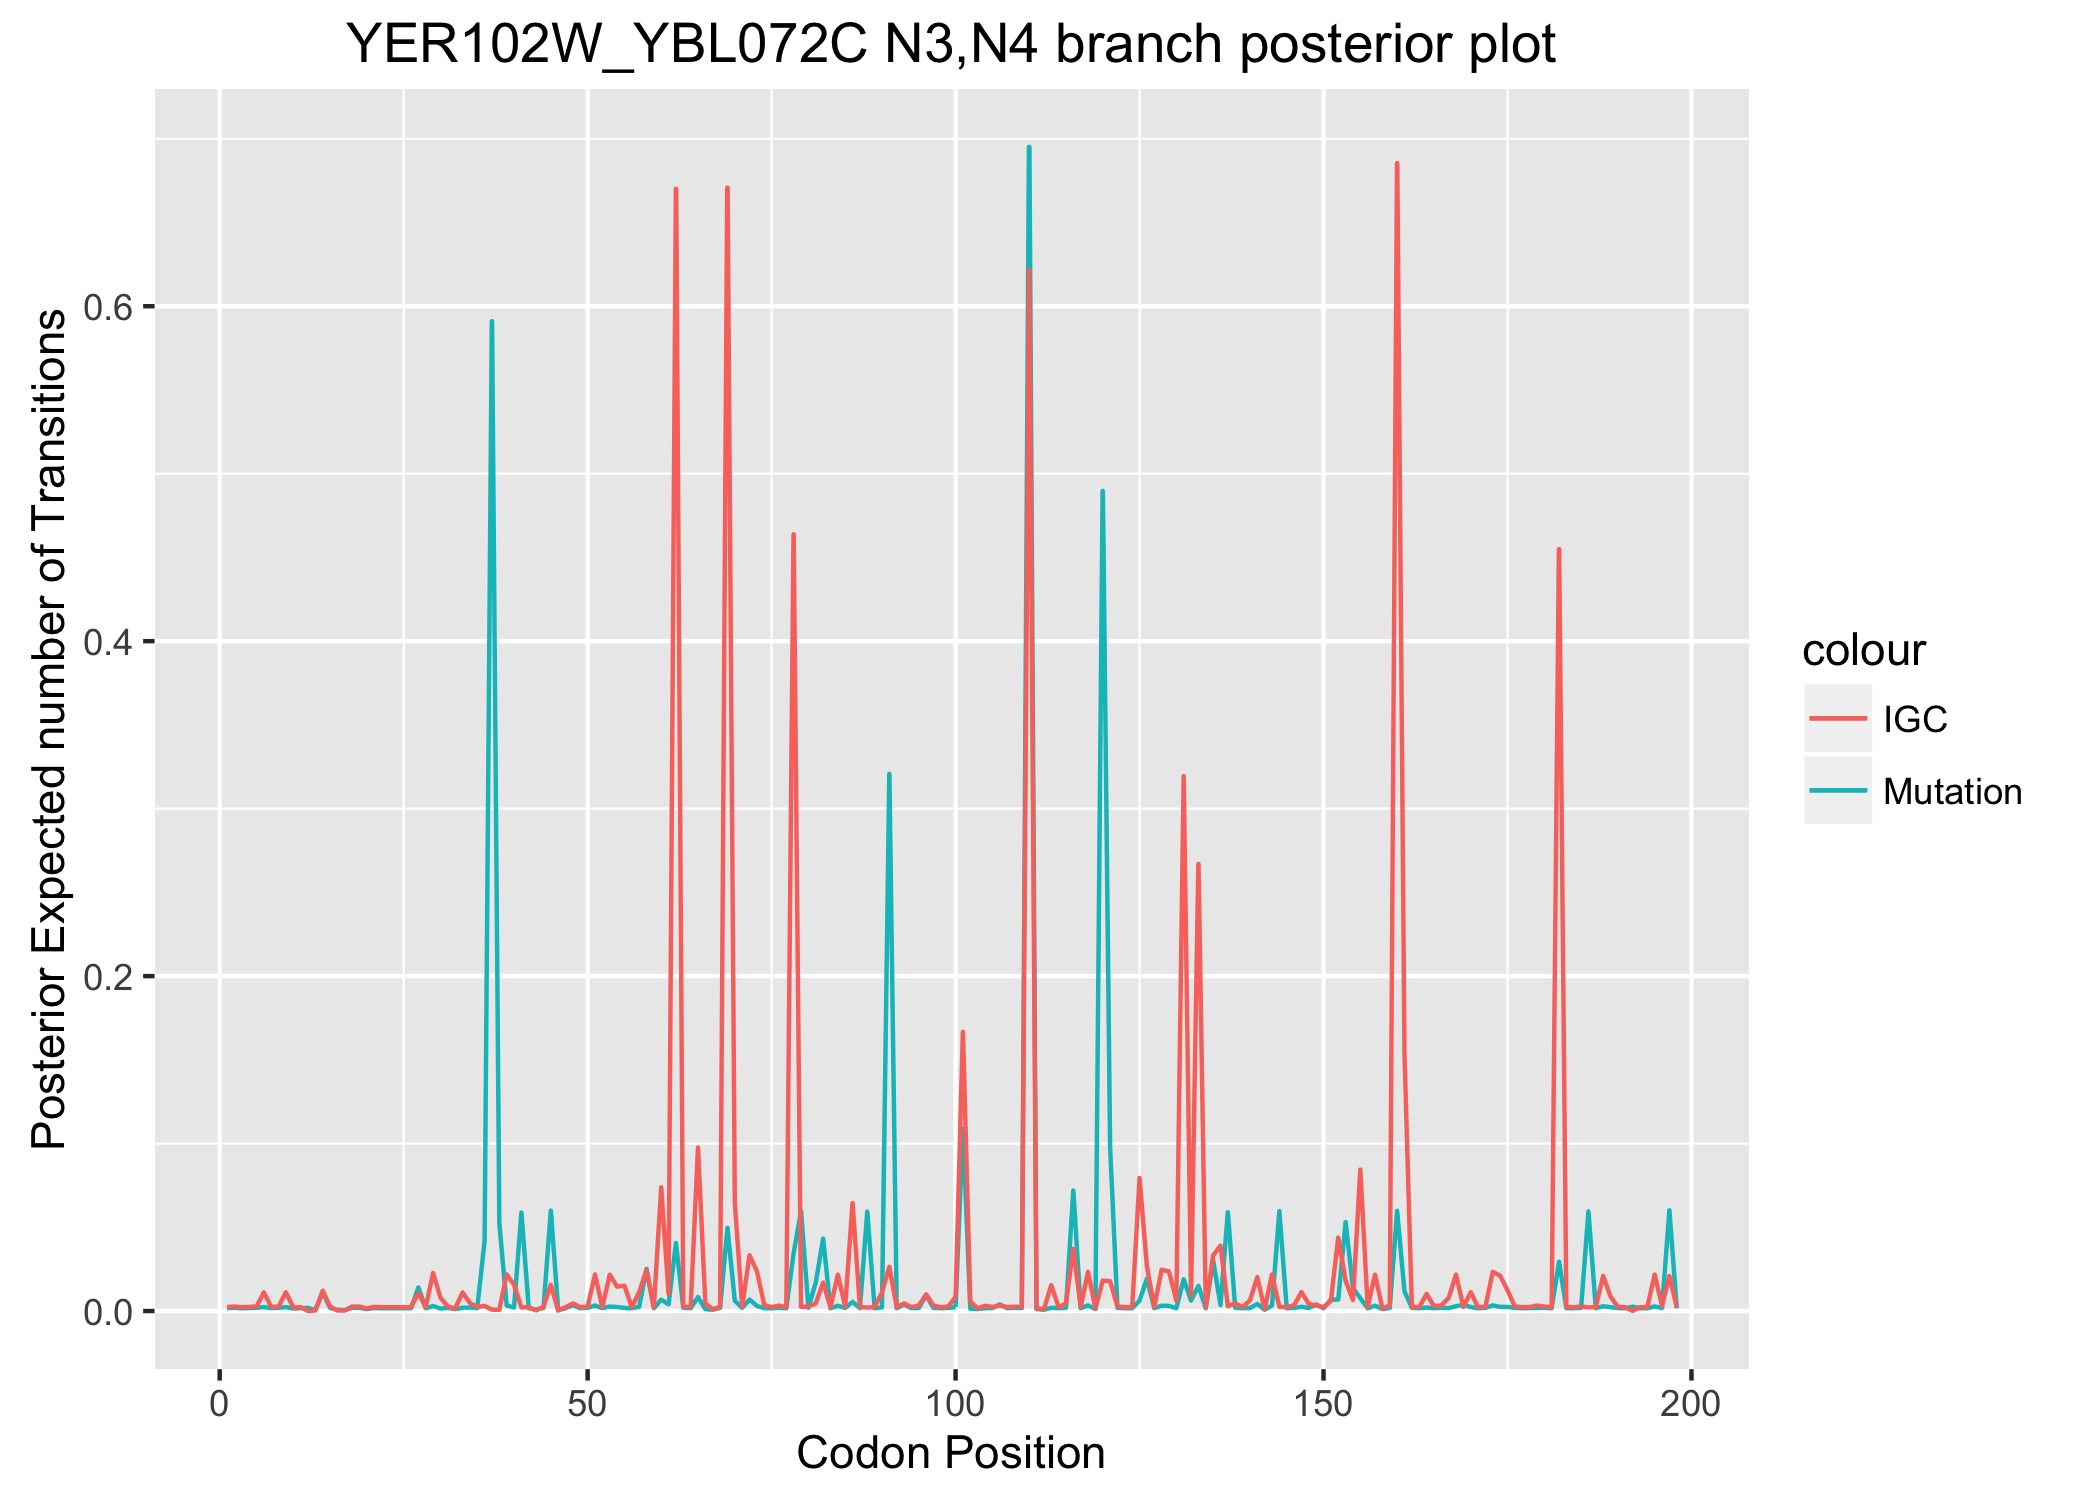 YER102W_YBL072C N3,N4 branch posterior plot
Posterior Expected number of Transitions
0.6
0.4
0.2
0.0
0 50 100 150 200
Codon Position
colour
IGC
Mutation